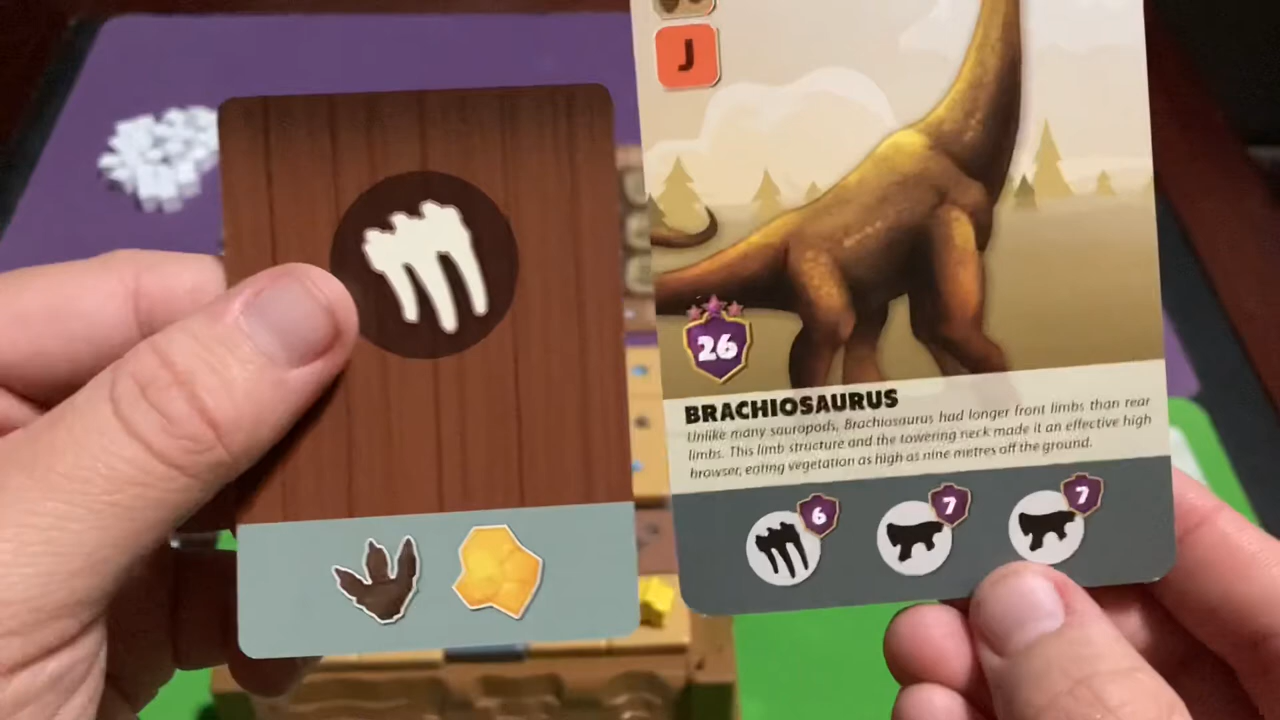 J
26
BRACHIOSAURUS
Unlike many sauropods, Brachiosaurus had longer front limbs than rear
limbs. This limb structure and the towering neck made it an effective high
browser, eating vegetation as high as nine metres off the ground.
6 7 7